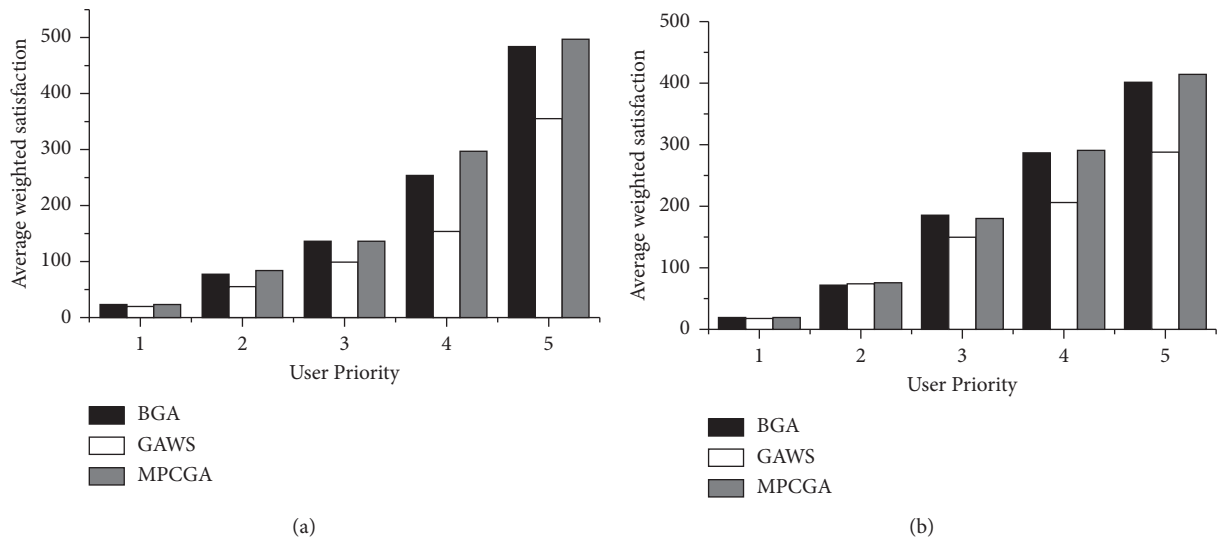 Average weighted satisfaction
500
400
300
200
100
0
1 2 3 4 5
User Priority
BGA
GAWS
MPCGA
(a)
Average weighted satisfaction
500
400
300
200
100
0
1 2 3 4 5
User Priority
BGA
GAWS
MPCGA
(b)